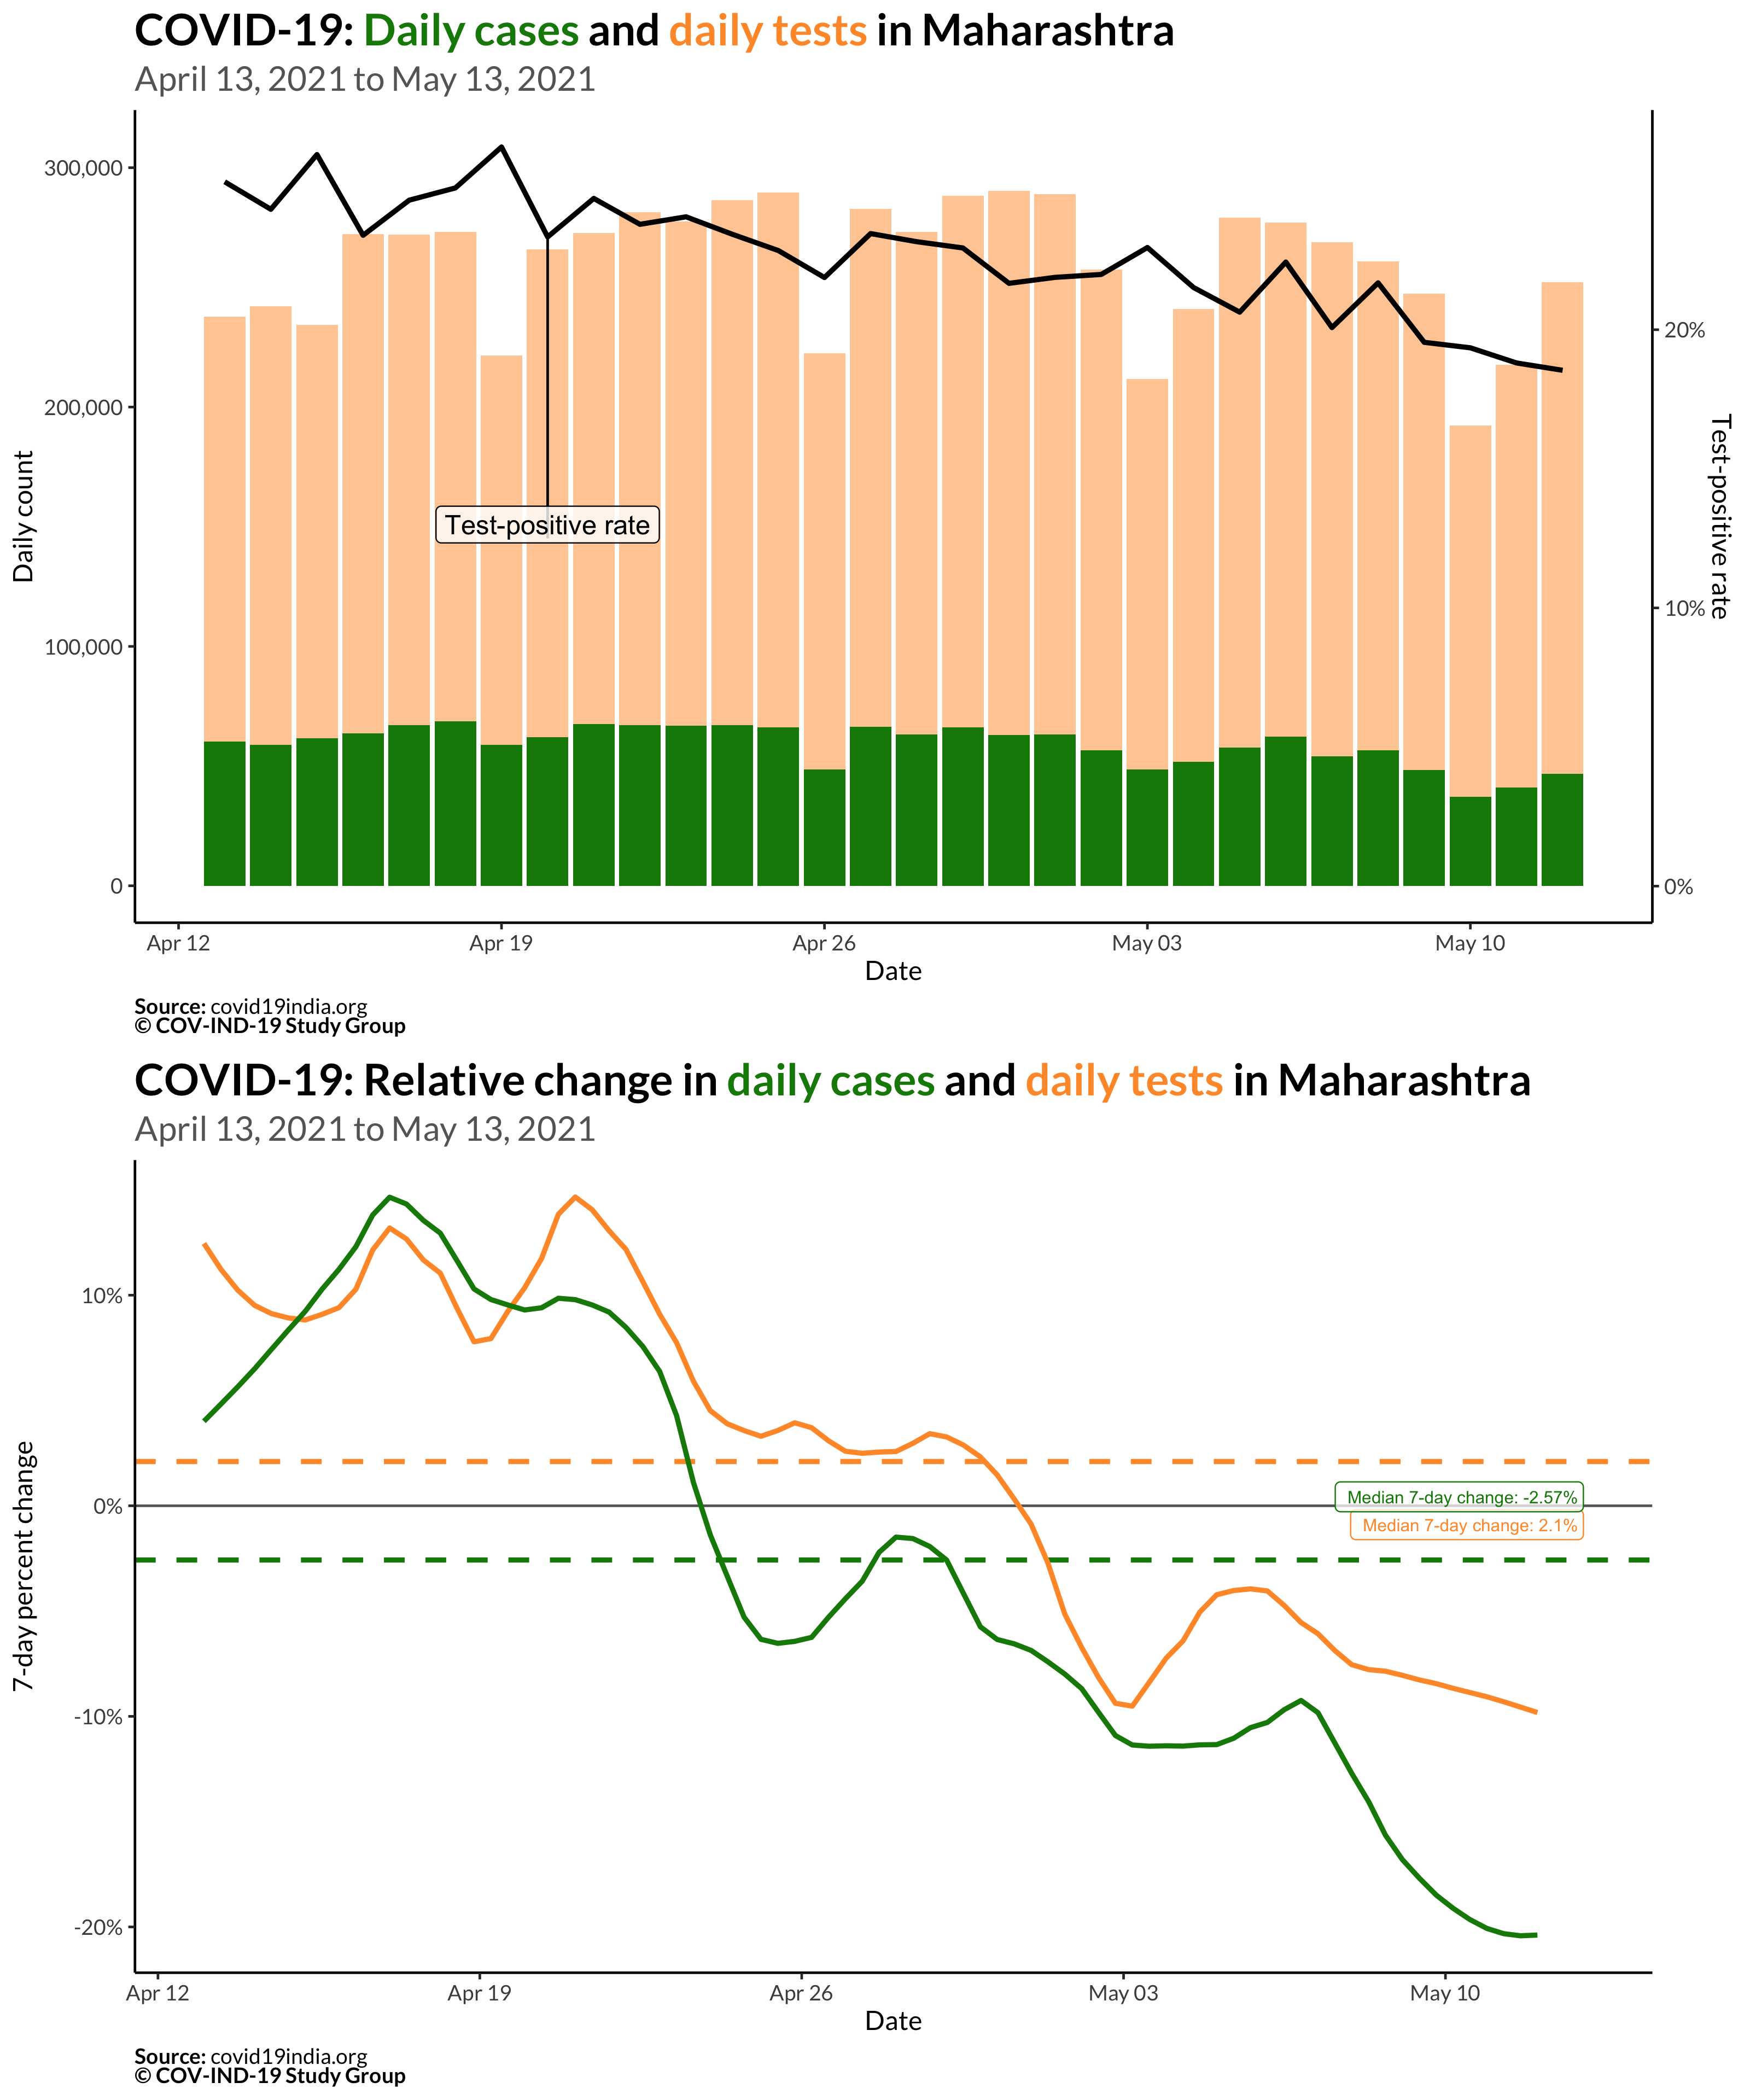 COVID-19: Daily cases and daily tests in Maharashtra
April 13, 2021 to May 13, 2021
300,000
200,000
100,000
0
Daily count
Test-positive rate
20%
10%
0%
Test-positive rate
Apr 12
Apr 19
Apr 26
May 03
May 10
Date
Source: covid19india.org
© COV-IND-19 Study Group
COVID-19: Relative change in daily cases and daily tests in Maharashtra
April 13, 2021 to May 13, 2021
10%
0%
-10%
-20%
7-day percent change
Median 7-day change: -2.57%
Median 7-day change: 2.1%
Apr 12
Apr 19
Apr 26
May 03
May 10
Date
Source: covid19india.org
© COV-IND-19 Study Group